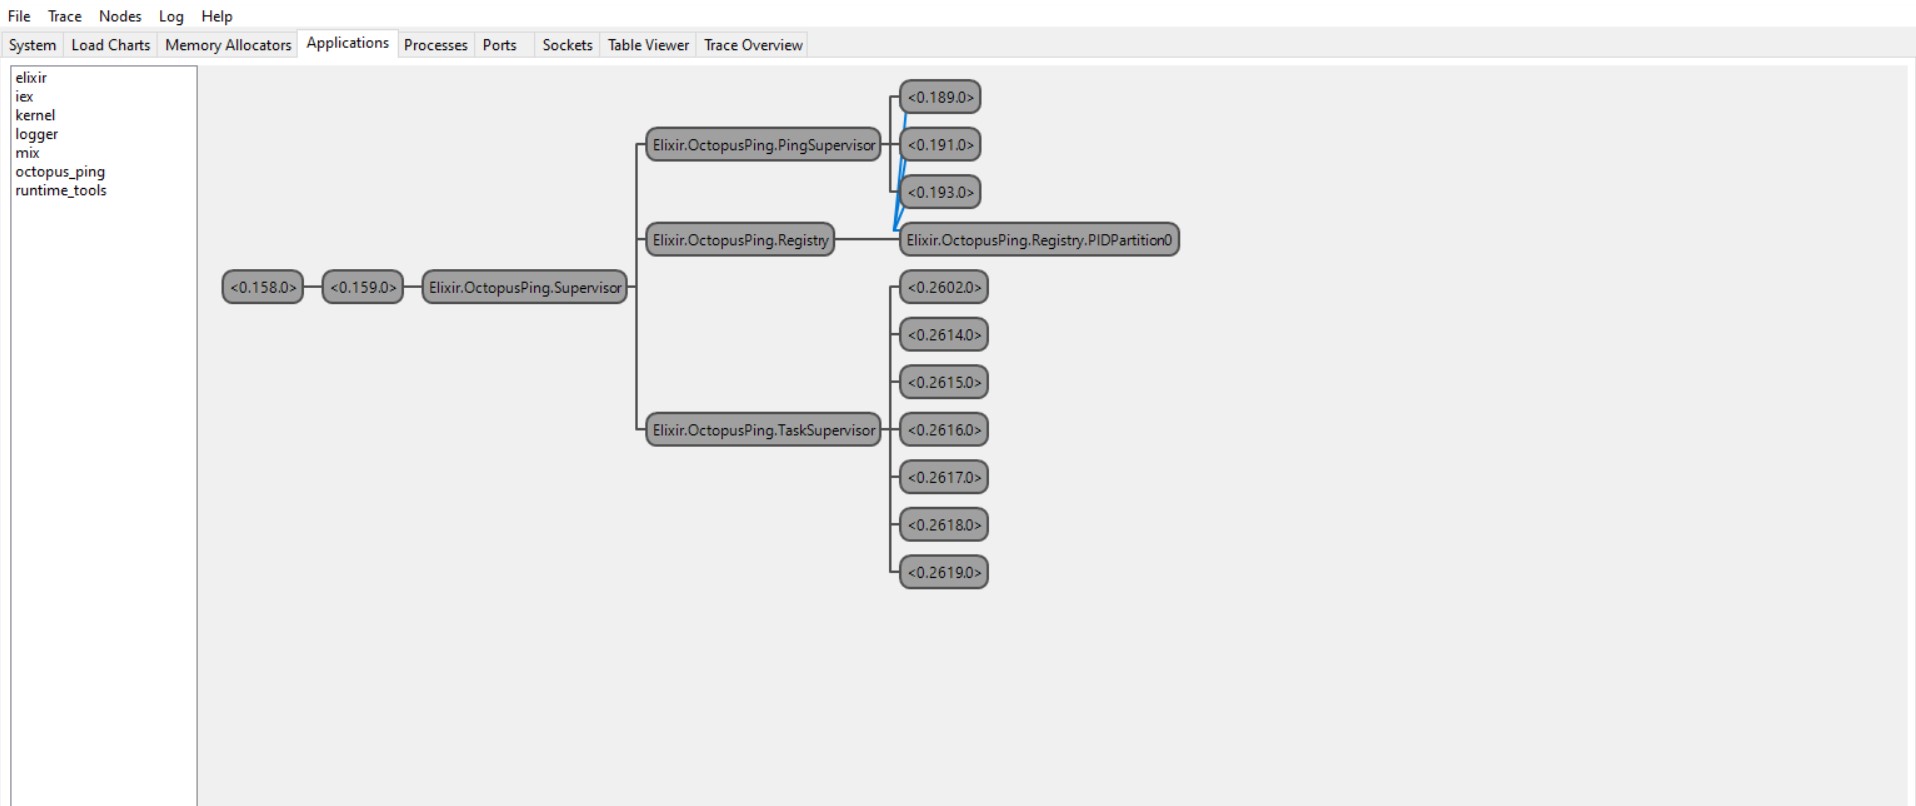 File Trace Nodes Log Help
System Load Charts Memory Allocators Applications Processes Ports Sockets Table Viewer Trace Overview
elixir
iex
kernel
logger
mix
octopus_ping
runtime_tools
<0.158.0>
<0.159.0>
Elixir.OctopusPing.Supervisor
Elixir.OctopusPing.PingSupervisor
<0.189.0>
<0.191.0>
<0.193.0>
Elixir.OctopusPing.Registry
Elixir.OctopusPing.Registry.PIDPartition0
Elixir.OctopusPing.TaskSupervisor
<0.2602.0>
<0.2614.0>
<0.2615.0>
<0.2616.0>
<0.2617.0>
<0.2618.0>
<0.2619.0>